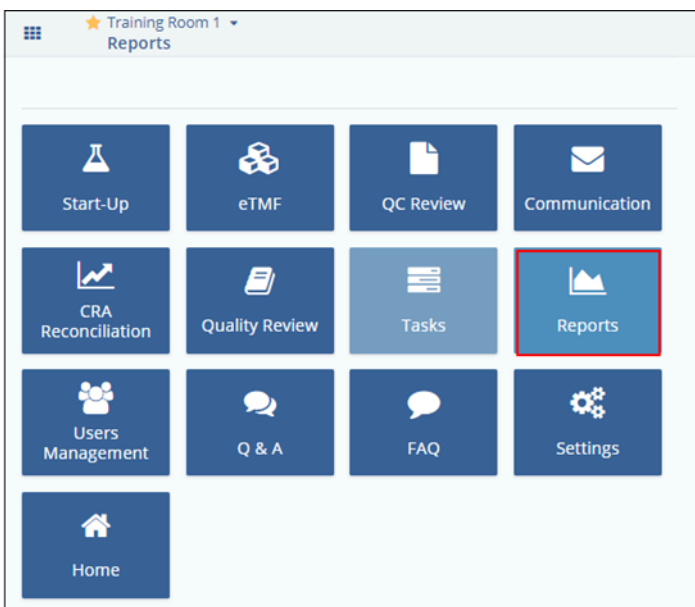 Training Room 1
Reports
Start-Up
eTMF
QC Review
Communication
CRA
Reconciliation
Quality Review
Tasks
Reports
Users
Management
Q & A
FAQ
Settings
Home